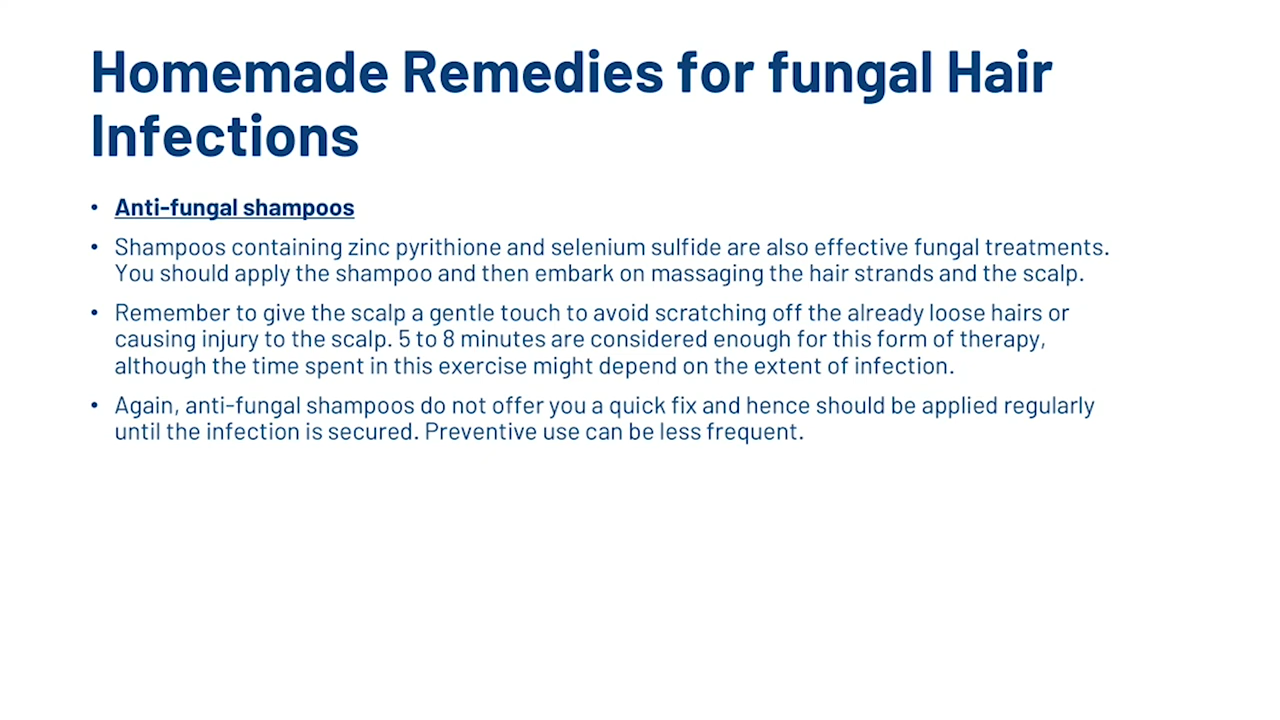 Homemade Remedies for fungal Hair
Infections
• Anti-fungal shampoos
• Shampoos containing zinc pyrithione and selenium sulfide are also effective fungal treatments.
You should apply the shampoo and then embark on massaging the hair strands and the scalp.
• Remember to give the scalp a gentle touch to avoid scratching off the already loose hairs or
causing injury to the scalp. 5 to 8 minutes are considered enough for this form of therapy,
although the time spent in this exercise might depend on the extent of infection.
• Again, anti-fungal shampoos do not offer you a quick fix and hence should be applied regularly
until the infection is secured. Preventive use can be less frequent.